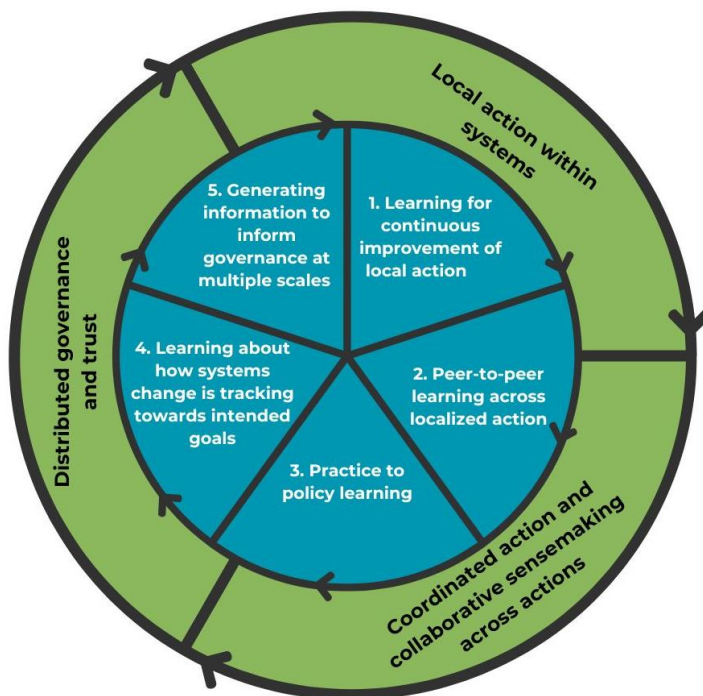 Local action within
systems
5. Generating
information to
inform
governance at
multiple scales
1. Learning for
continuous
improvement of
local action
Distributed governance
and trust
4. Learning about
how systems
change is tracking
towards intended
goals
2. Peer-to-peer
learning across
localized action
3. Practice to
policy learning
Coordinated action and
collaborative sensemaking
across actions